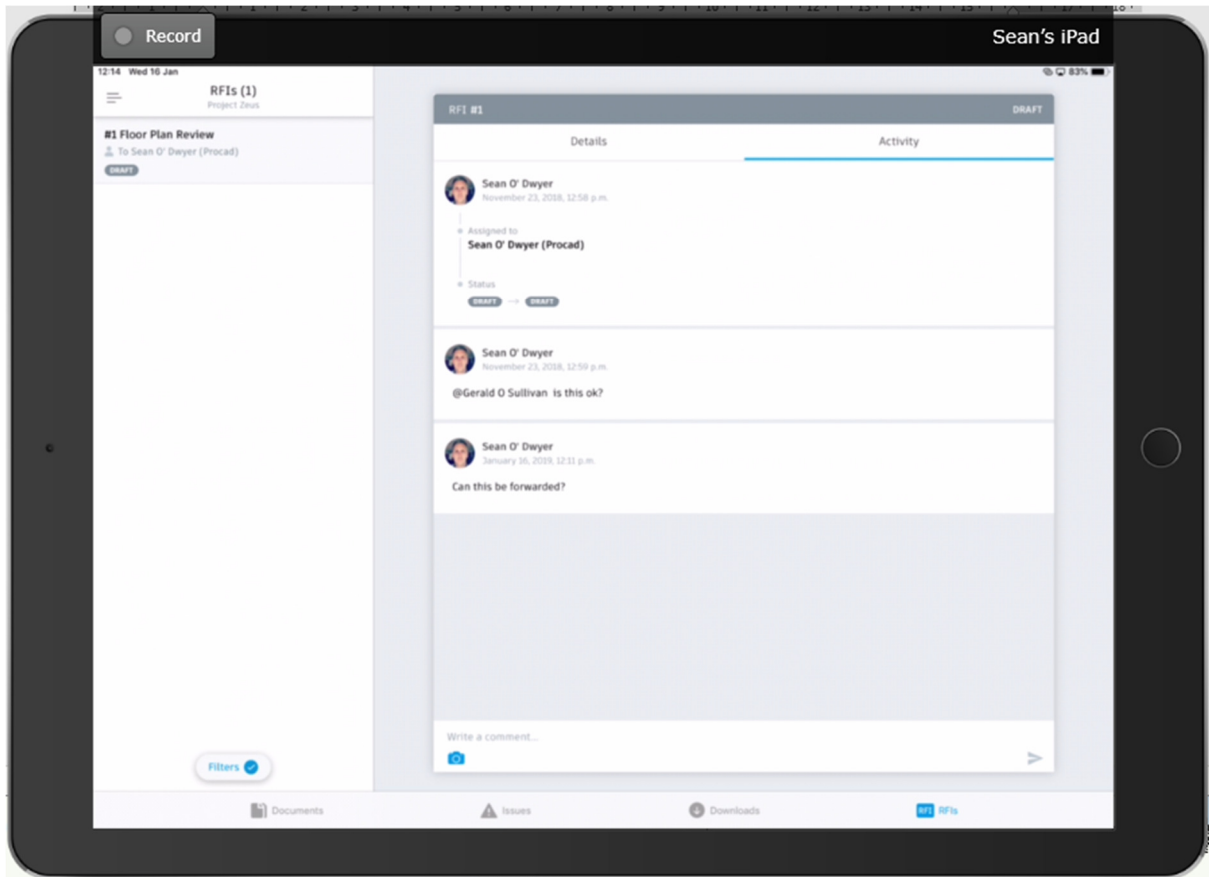 Record
Sean's iPad
12:14 Wed 16 Jan
83%
RFIs (1)
Project Zeus
#1 Floor Plan Review
To Sean O' Dwyer (Procad)
DRAFT
Filters
RFI #1
DRAFT
Details
Activity
Sean O' Dwyer
November 23, 2018, 12:58 p.m.
Assigned to
Sean O' Dwyer (Procad)
Status
DRAFT → DRAFT
Sean O' Dwyer
November 23, 2018, 12:59 p.m.
@Gerald O Sullivan is this ok?
Sean O' Dwyer
January 16, 2019, 12:11 p.m.
Can this be forwarded?
Write a comment...
Documents
Issues
Downloads
RFI RFIs